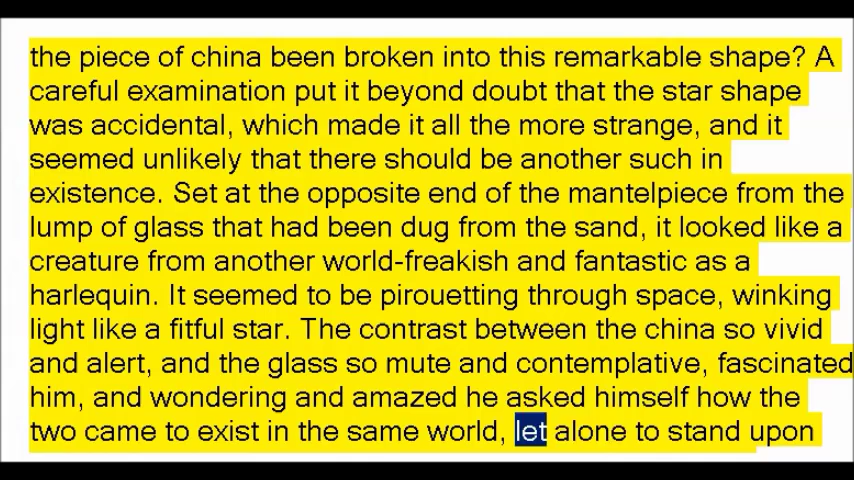 the piece of china been broken into this remarkable shape? A
careful examination put it beyond doubt that the star shape
was accidental, which made it all the more strange, and it
seemed unlikely that there should be another such in
existence. Set at the opposite end of the mantelpiece from the
lump of glass that had been dug from the sand, it looked like a
creature from another world-freakish and fantastic as a
harlequin. It seemed to be pirouetting through space, winking
light like a fitful star. The contrast between the china so vivid
and alert, and the glass so mute and contemplative, fascinated
him, and wondering and amazed he asked himself how the
two came to exist in the same world, let alone to stand upon